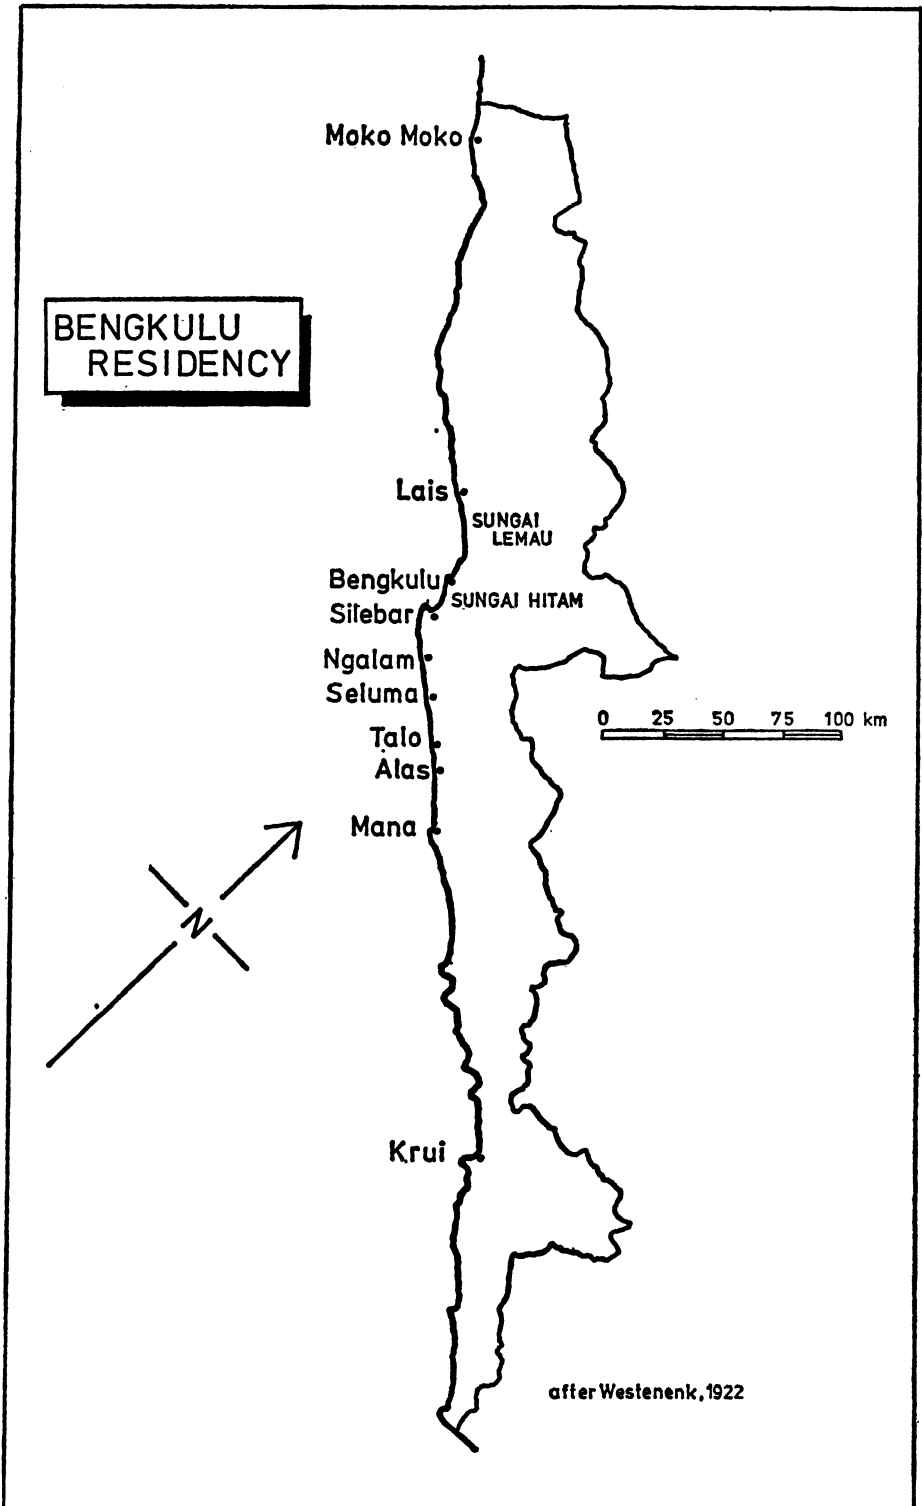 Moko Moko
BENGKULU
RESIDENCY
Lais
SUNGAI
LEMAU
Bengkulu
SUNGAI HITAM
Silebar
Ngalam
Seluma
0 25 50 75 100 km
Talo
Alas
Mana
N
Krui
after Westenenk, 1922